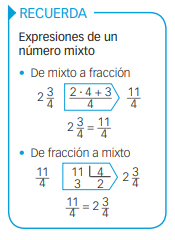 RECUERDA
Expresiones de un
número mixto
• De mixto a fracción
2 3/4 (2 · 4 + 3)/4 11/4
2 3/4 = 11/4
• De fracción a mixto
11/4 11 | 4 2 3/4
3 2
11/4 = 2 3/4